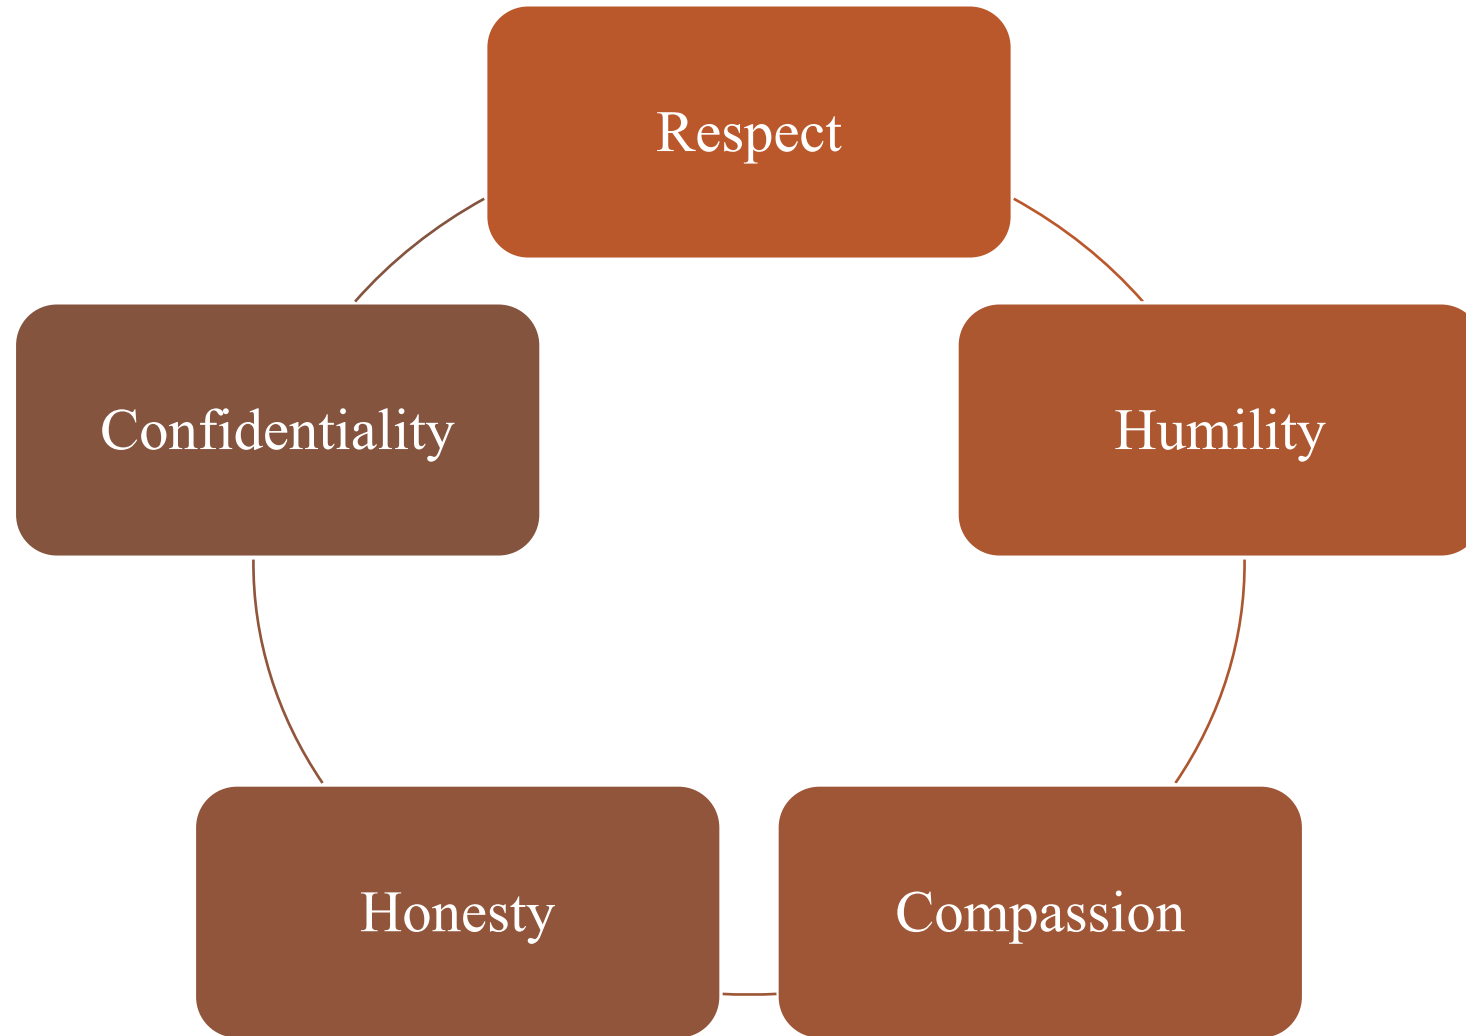 Respect
Humility
Compassion
Honesty
Confidentiality